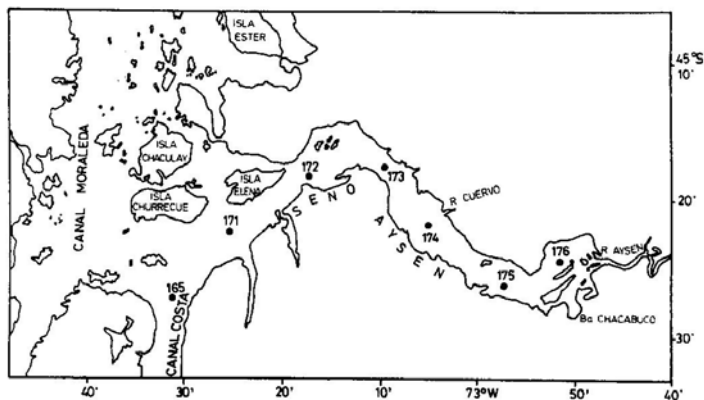 ISLA
ESTER
45°S
10'
CANAL MORALEDA
ISLA
CHACULAY
ISLA
CHURRECUE
ISLA
ELENA
172
173
R CUERVO
SENO AYSEN
171
174
20'
176
R AYSEN
175
165
CANAL COSTA
Ba CHACABUCO
30'
40'
30'
20'
10'
73°W
50'
40'